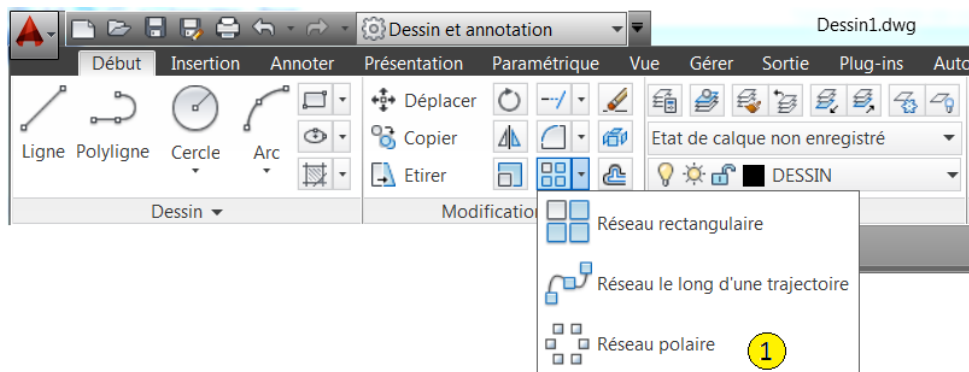 Dessin et annotation Dessin1.dwg
Début Insertion Annoter Présentation Paramétrique Vue Gérer Sortie Plug-ins Auto
Déplacer
Copier Etat de calque non enregistré
Ligne Polyligne Cercle Arc
Etirer DESSIN
Dessin Modification
Réseau rectangulaire
Réseau le long d'une trajectoire
Réseau polaire 1